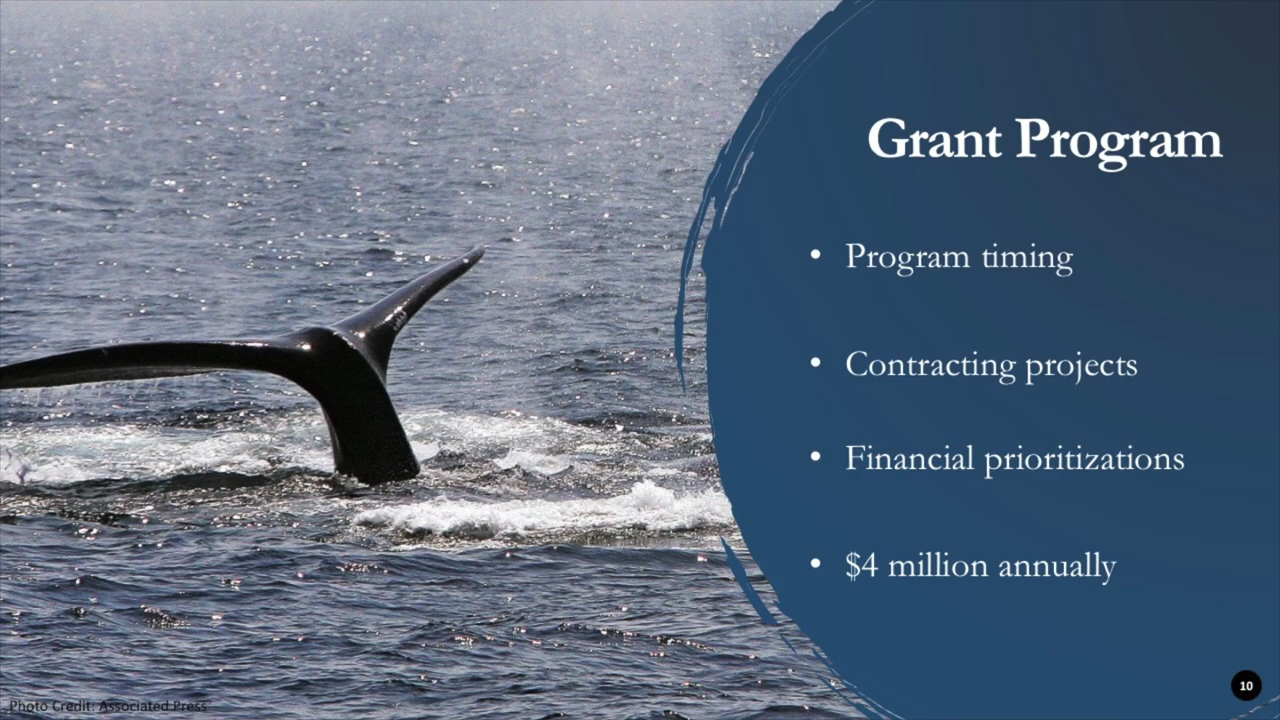 Grant Program
• Program timing
• Contracting projects
• Financial prioritizations
• $4 million annually
Photo Credit: Associated Press
10